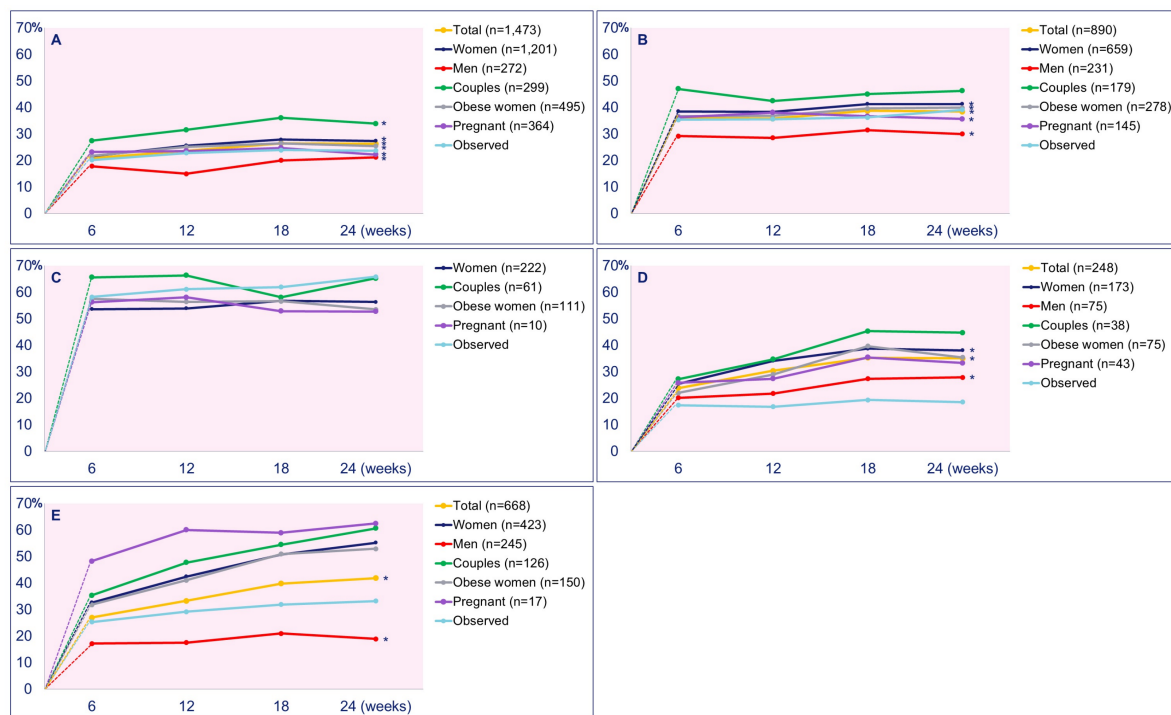 70%
60
50
40
30
20
10
0
A
6 12 18 24 (weeks)
Total (n=1,473)
Women (n=1,201)
Men (n=272)
Couples (n=299)
Obese women (n=495)
Pregnant (n=364)
Observed
*
*
*
*
*
*
70%
60
50
40
30
20
10
0
B
6 12 18 24 (weeks)
Total (n=890)
Women (n=659)
Men (n=231)
Couples (n=179)
Obese women (n=278)
Pregnant (n=145)
Observed
*
*
*
*
*
70%
60
50
40
30
20
10
0
C
6 12 18 24 (weeks)
Women (n=222)
Couples (n=61)
Obese women (n=111)
Pregnant (n=10)
Observed
70%
60
50
40
30
20
10
0
D
6 12 18 24 (weeks)
Total (n=248)
Women (n=173)
Men (n=75)
Couples (n=38)
Obese women (n=75)
Pregnant (n=43)
Observed
*
*
*
70%
60
50
40
30
20
10
0
E
6 12 18 24 (weeks)
Total (n=668)
Women (n=423)
Men (n=245)
Couples (n=126)
Obese women (n=150)
Pregnant (n=17)
Observed
*
*